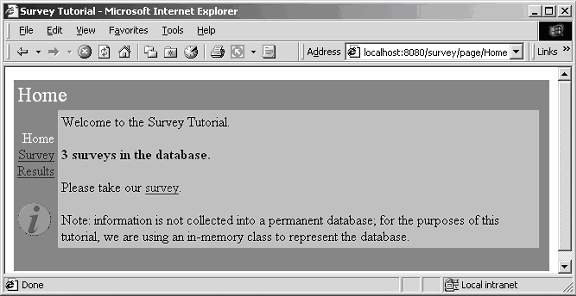 Survey Tutorial - Microsoft Internet Explorer
File Edit View Favorites Tools Help
Address localhost:8080/survey/page/Home Links »
Home
Home
Survey
Results
Welcome to the Survey Tutorial.
3 surveys in the database.
Please take our survey.
Note: information is not collected into a permanent database; for the purposes of this
tutorial, we are using an in-memory class to represent the database.
Done Local intranet